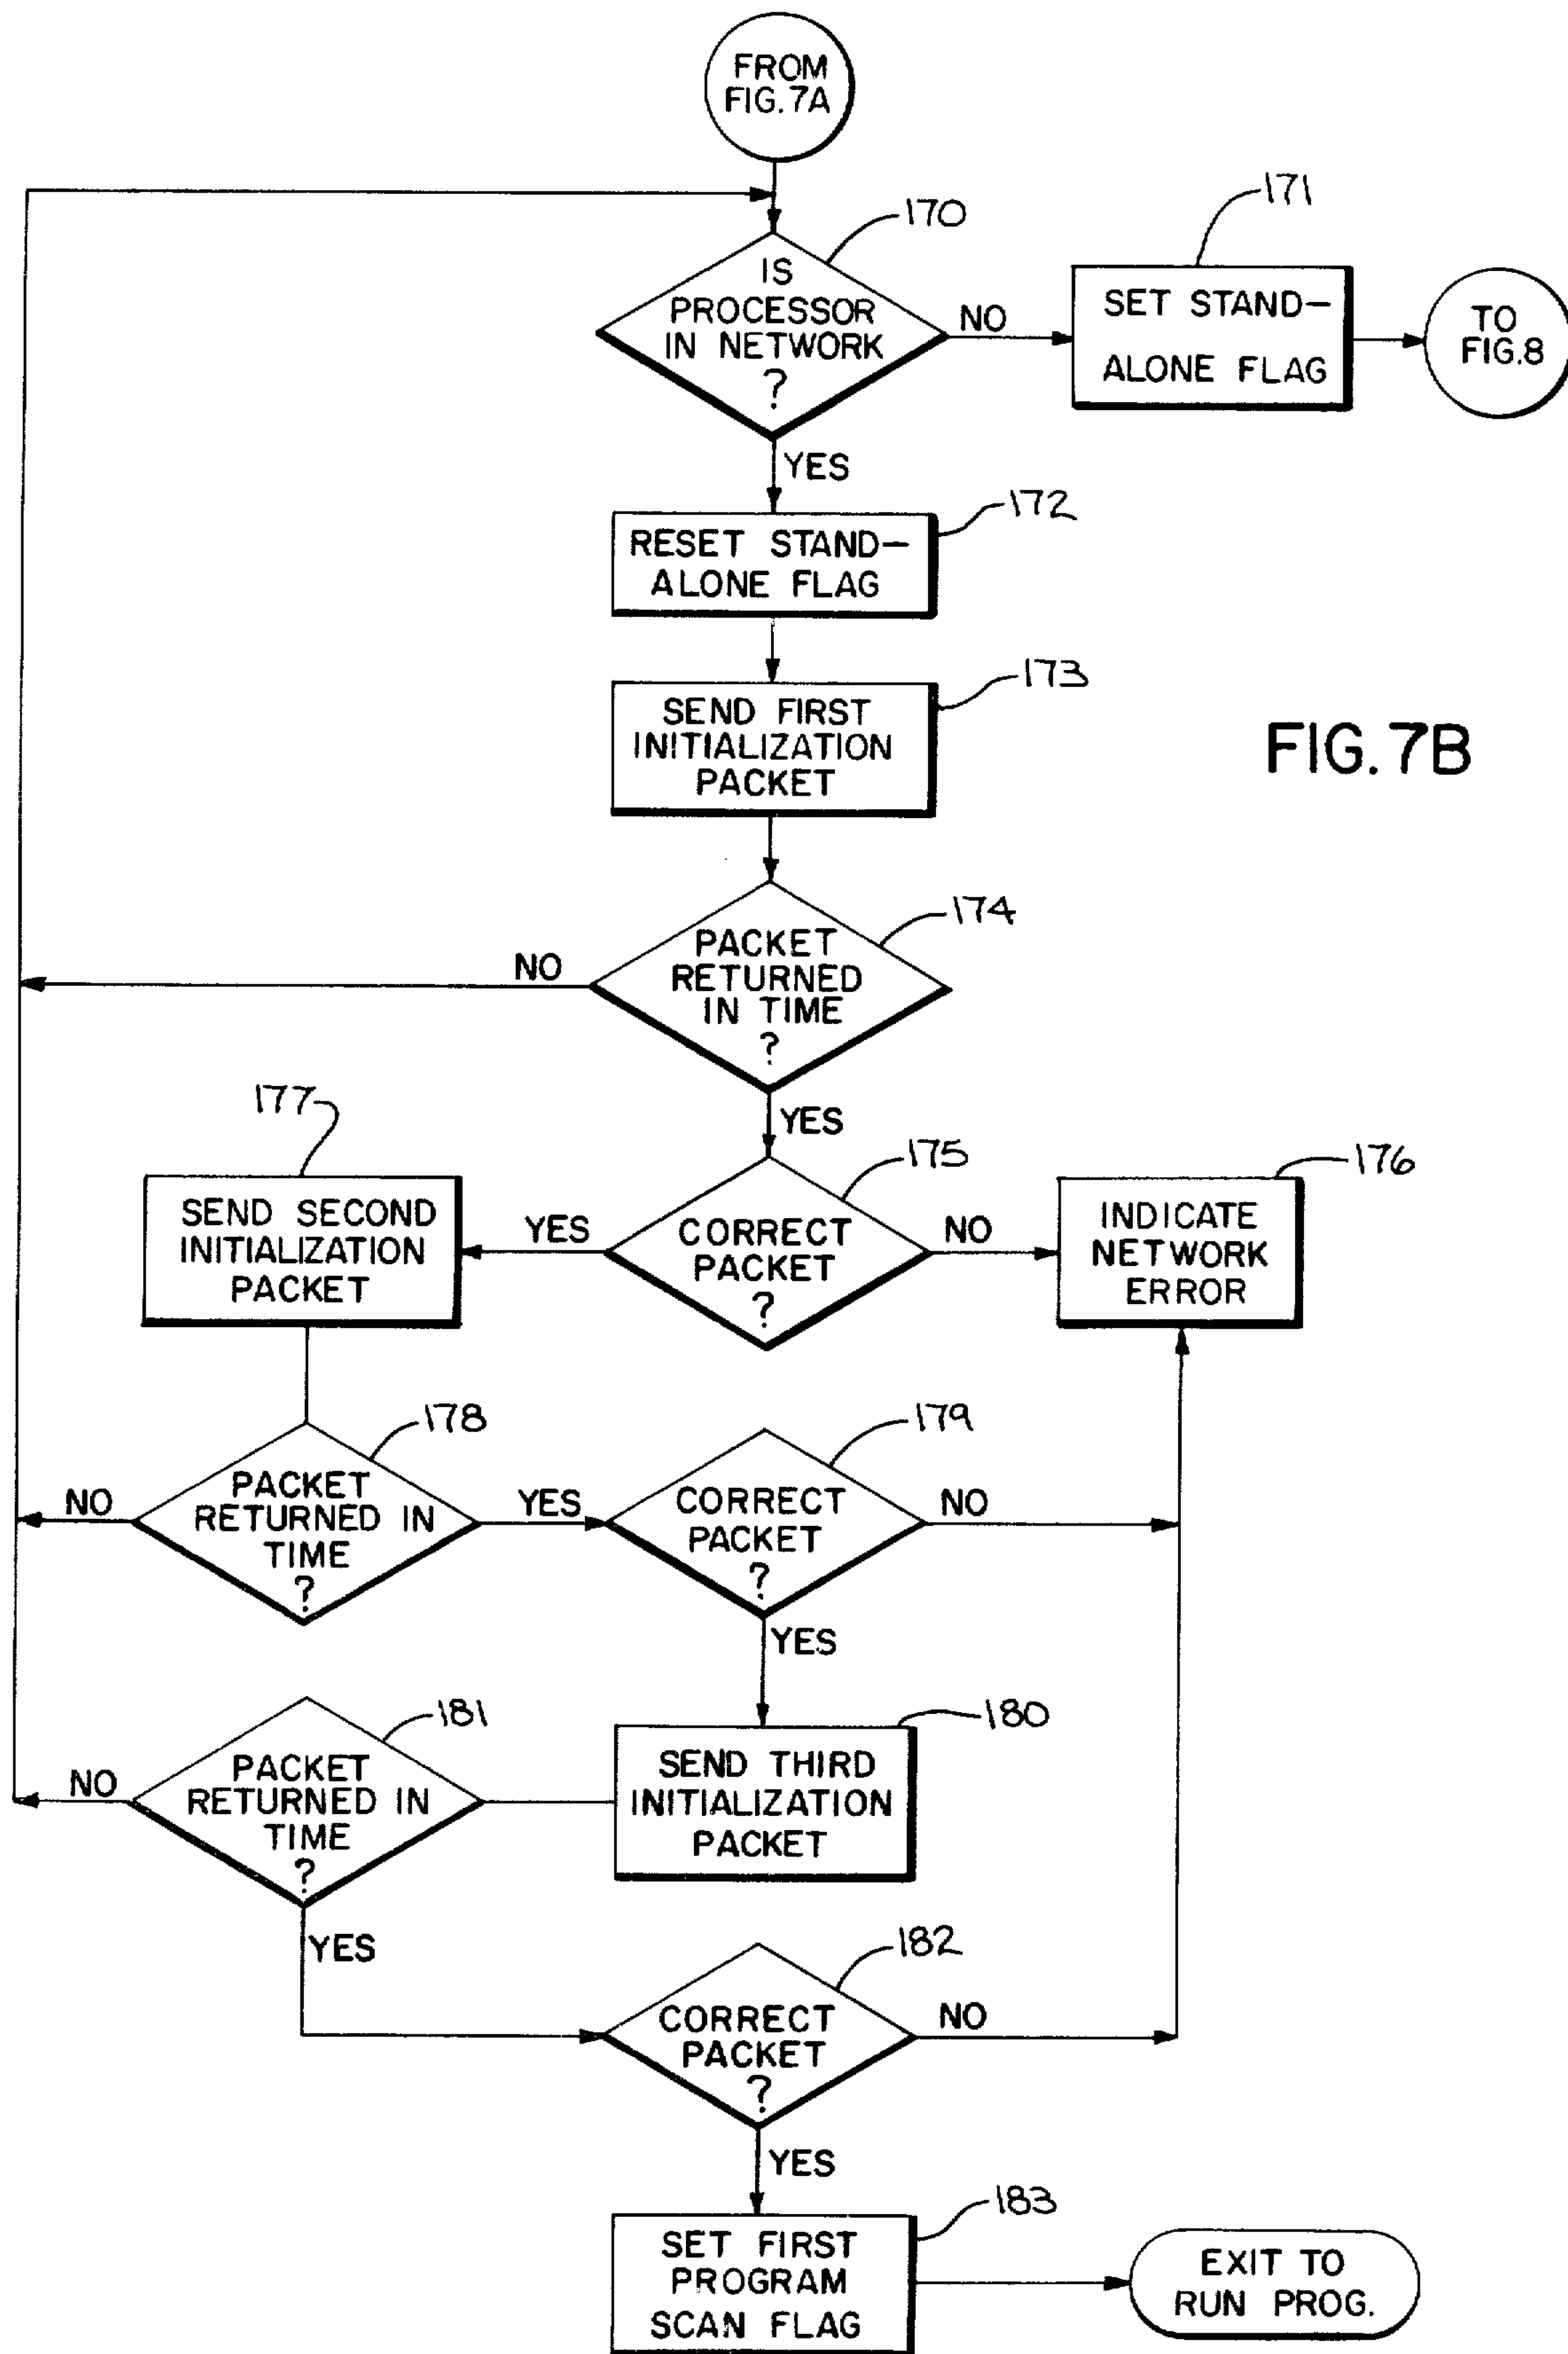 FROM
FIG. 7A
170
171
IS
PROCESSOR
IN NETWORK
?
NO
SET STAND-
ALONE FLAG
TO
FIG. 8
YES
172
RESET STAND-
ALONE FLAG
173
SEND FIRST
INITIALIZATION
PACKET
FIG. 7B
174
PACKET
RETURNED
IN TIME
?
NO
YES
177
175
176
SEND SECOND
INITIALIZATION
PACKET
YES
CORRECT
PACKET
?
NO
INDICATE
NETWORK
ERROR
178
179
NO
PACKET
RETURNED IN
TIME
?
YES
CORRECT
PACKET
?
NO
YES
181
180
NO
PACKET
RETURNED IN
TIME
?
SEND THIRD
INITIALIZATION
PACKET
YES
182
CORRECT
PACKET
?
NO
YES
183
SET FIRST
PROGRAM
SCAN FLAG
EXIT TO
RUN PROG.